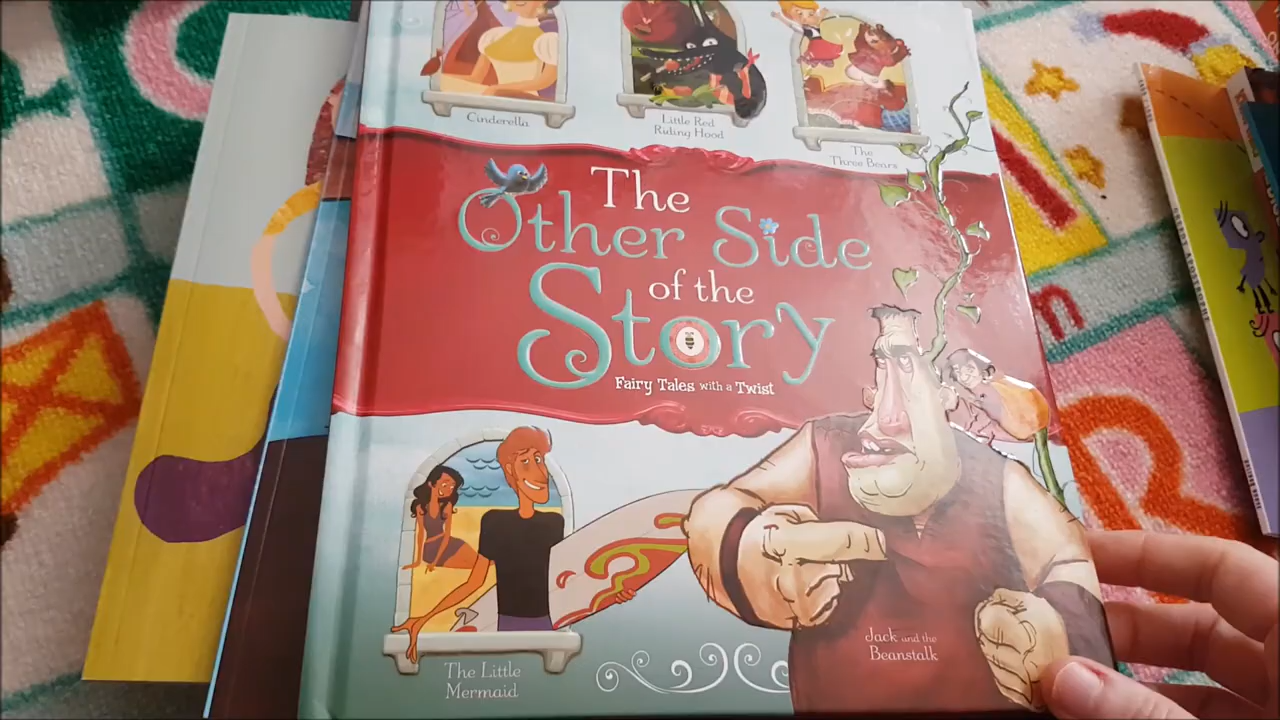 Cinderella
Little Red
Riding Hood
The
Three Bears
The
Other Side
of the
Story
Fairy Tales with a Twist
The Little
Mermaid
Jack and the
Beanstalk